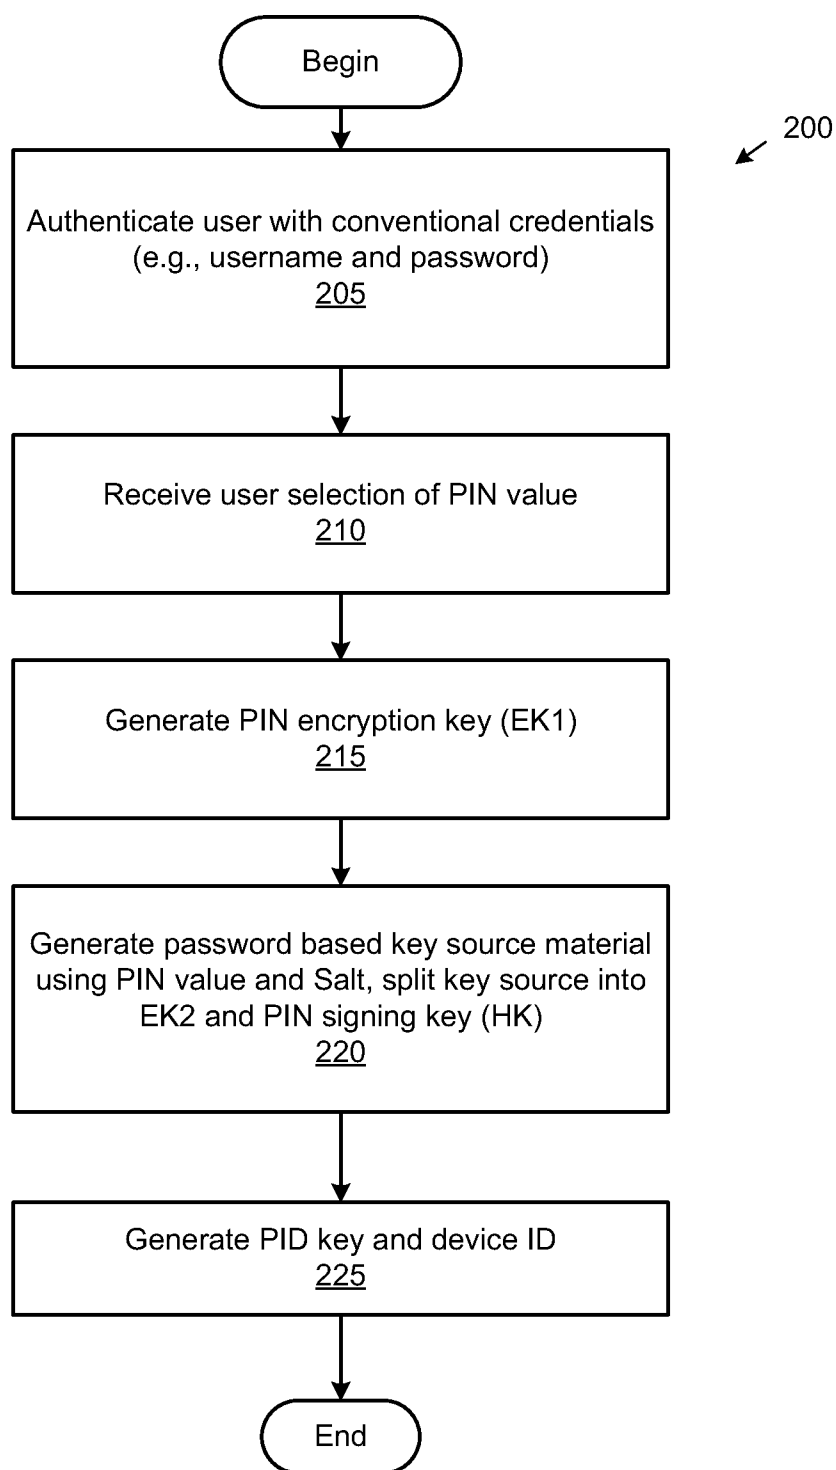 Begin
200
Authenticate user with conventional credentials
(e.g., username and password)
205
Receive user selection of PIN value
210
Generate PIN encryption key (EK1)
215
Generate password based key source material
using PIN value and Salt, split key source into
EK2 and PIN signing key (HK)
220
Generate PID key and device ID
225
End